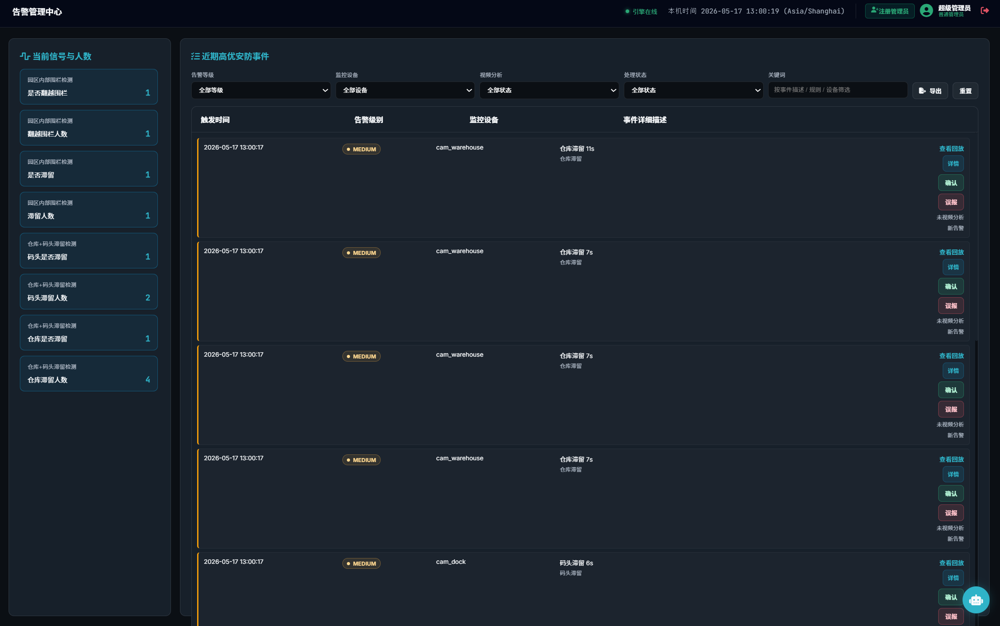 告警管理中心
引擎在线
本机时间 2026-05-17 13:00:19 (Asia/Shanghai)
注册管理员
超级管理员
普通管理员
当前信号与人数
园区内部围栏检测
是否翻越围栏 1
园区内部围栏检测
翻越围栏人数 1
园区内部围栏检测
是否滞留 1
园区内部围栏检测
滞留人数 1
仓库+码头滞留检测
码头是否滞留 1
仓库+码头滞留检测
码头滞留人数 2
仓库+码头滞留检测
仓库是否滞留 1
仓库+码头滞留检测
仓库滞留人数 4
近期高优安防事件
告警等级 监控设备 视频分析 处理状态 关键词
全部等级 全部设备 全部状态 全部状态 按事件描述 / 规则 / 设备筛选 导出 重置
触发时间 告警级别 监控设备 事件详细描述
2026-05-17 13:00:17 MEDIUM cam_warehouse 仓库滞留 11s 查看回放
仓库滞留
详情
确认
误报
未视频分析
新告警
2026-05-17 13:00:17 MEDIUM cam_warehouse 仓库滞留 7s 查看回放
仓库滞留
详情
确认
误报
未视频分析
新告警
2026-05-17 13:00:17 MEDIUM cam_warehouse 仓库滞留 7s 查看回放
仓库滞留
详情
确认
误报
未视频分析
新告警
2026-05-17 13:00:17 MEDIUM cam_warehouse 仓库滞留 7s 查看回放
仓库滞留
详情
确认
误报
未视频分析
新告警
2026-05-17 13:00:17 MEDIUM cam_dock 码头滞留 6s 查看回放
码头滞留
详情
确认
误报